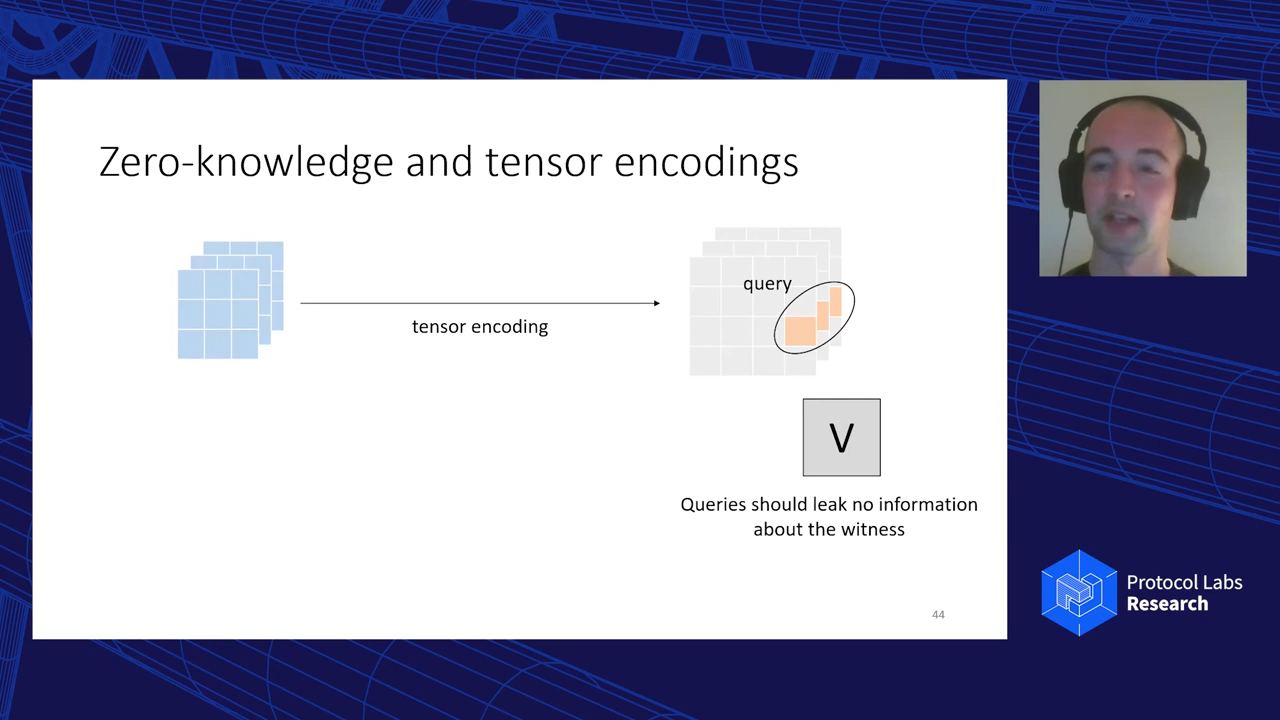 Zero-knowledge and tensor encodings
query
tensor encoding
V
Queries should leak no information
about the witness
44
Protocol Labs
Research